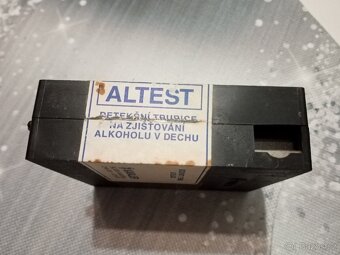 ALTEST
DETEKČNÍ TRUBICE
NA ZJIŠŤOVÁNÍ
ALKOHOLU V DECHU